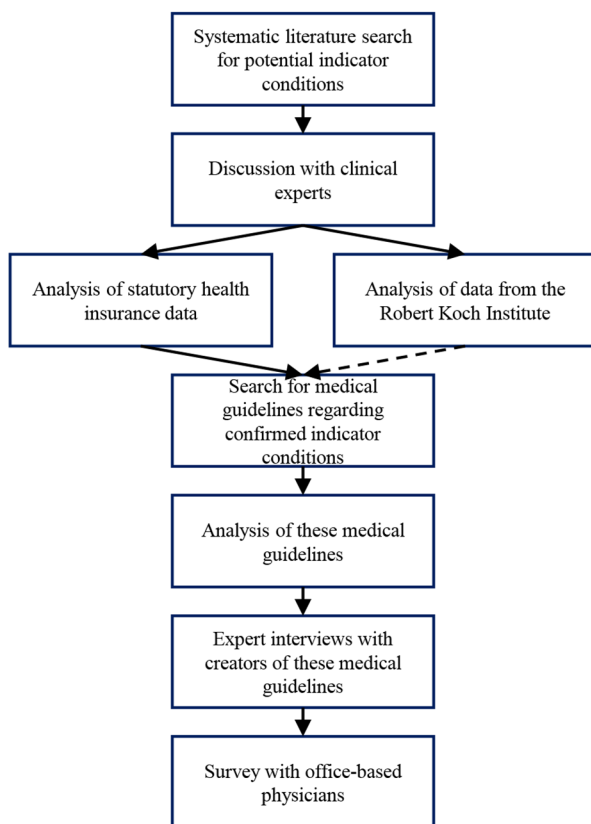 Systematic literature search
for potential indicator
conditions
Discussion with clinical
experts
Analysis of statutory health
insurance data
Analysis of data from the
Robert Koch Institute
Search for medical
guidelines regarding
confirmed indicator
conditions
Analysis of these medical
guidelines
Expert interviews with
creators of these medical
guidelines
Survey with office-based
physicians